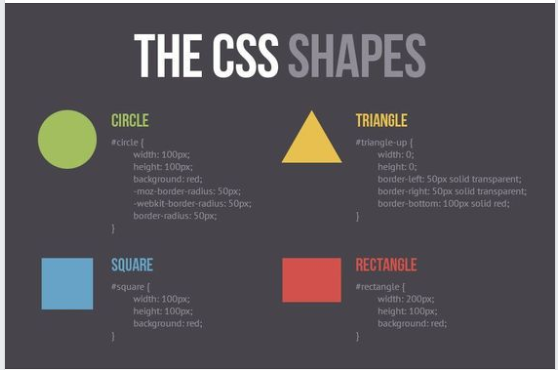 THE CSS SHAPES
CIRCLE
#circle {
width: 100px;
height: 100px;
background: red;
-moz-border-radius: 50px;
-webkit-border-radius: 50px;
border-radius: 50px;
}
TRIANGLE
#triangle-up {
width: 0;
height: 0;
border-left: 50px solid transparent;
border-right: 50px solid transparent;
border-bottom: 100px solid red;
}
SQUARE
#square {
width: 100px;
height: 100px;
background: red;
}
RECTANGLE
#rectangle {
width: 200px;
height: 100px;
background: red;
}